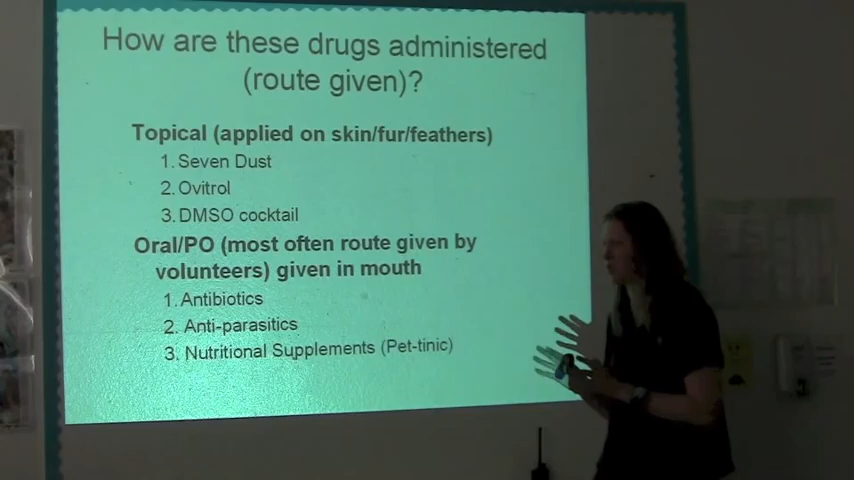 How are these drugs administered
(route given)?
Topical (applied on skin/fur/feathers)
1. Seven Dust
2. Ovitrol
3. DMSO cocktail
Oral/PO (most often route given by
volunteers) given in mouth
1. Antibiotics
2. Anti-parasitics
3. Nutritional Supplements (Pet-tinic)